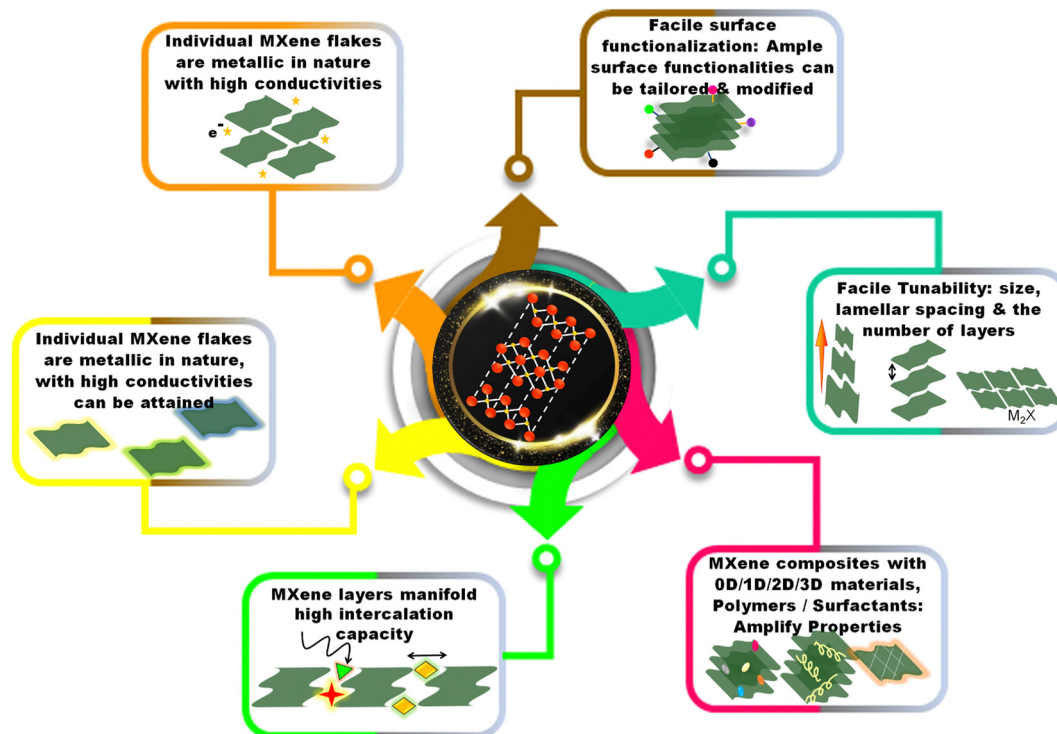 Individual MXene flakes
are metallic in nature
with high conductivities
e-
Facile surface
functionalization: Ample
surface functionalities can
be tailored & modified
Facile Tunability: size,
lamellar spacing & the
number of layers
M₂X
Individual MXene flakes
are metallic in nature,
with high conductivities
can be attained
MXene layers manifold
high intercalation
capacity
MXene composites with
0D/1D/2D/3D materials,
Polymers / Surfactants:
Amplify Properties